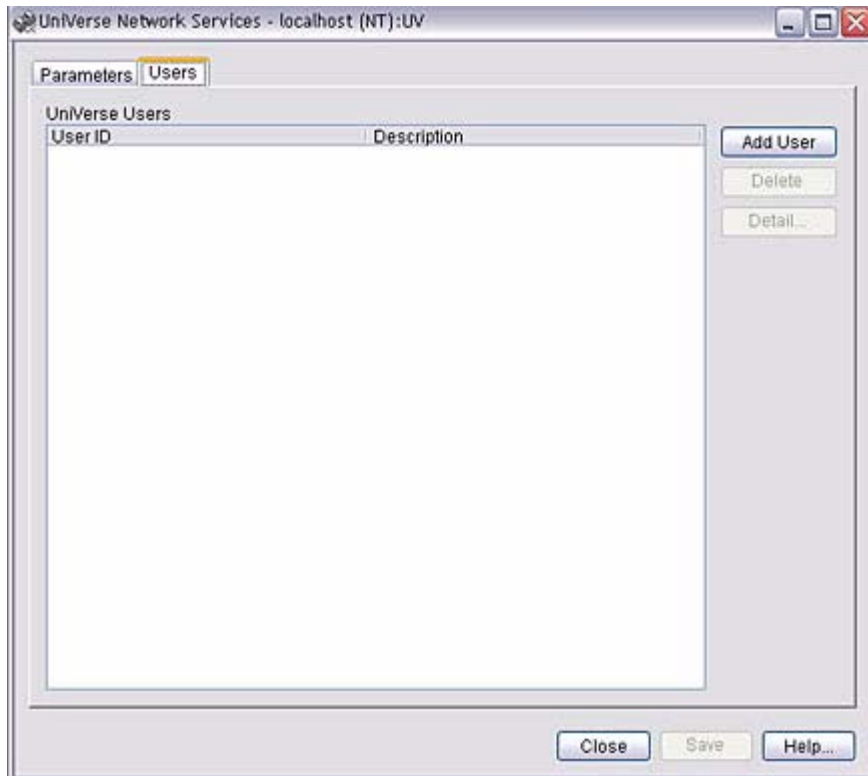 UniVerse Network Services - localhost (NT):UV
Parameters Users
UniVerse Users
User ID Description
Add User
Delete
Detail...
Close Save Help...